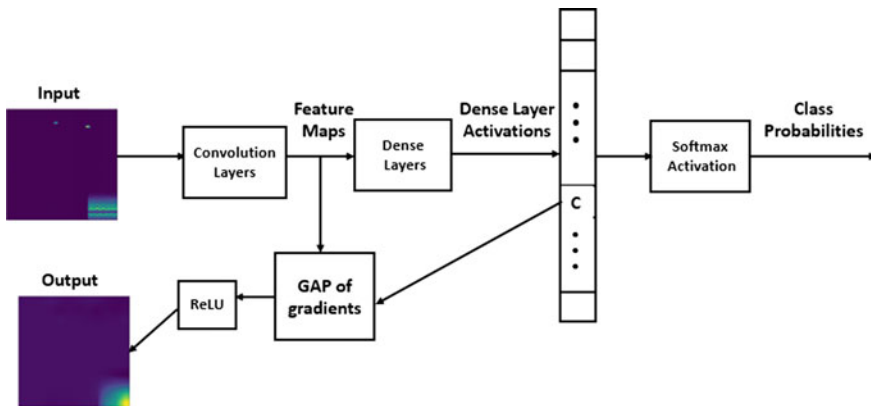 Input
Convolution
Layers
Feature
Maps
Dense
Layers
Dense Layer
Activations
C
Softmax
Activation
Class
Probabilities
GAP of
gradients
ReLU
Output